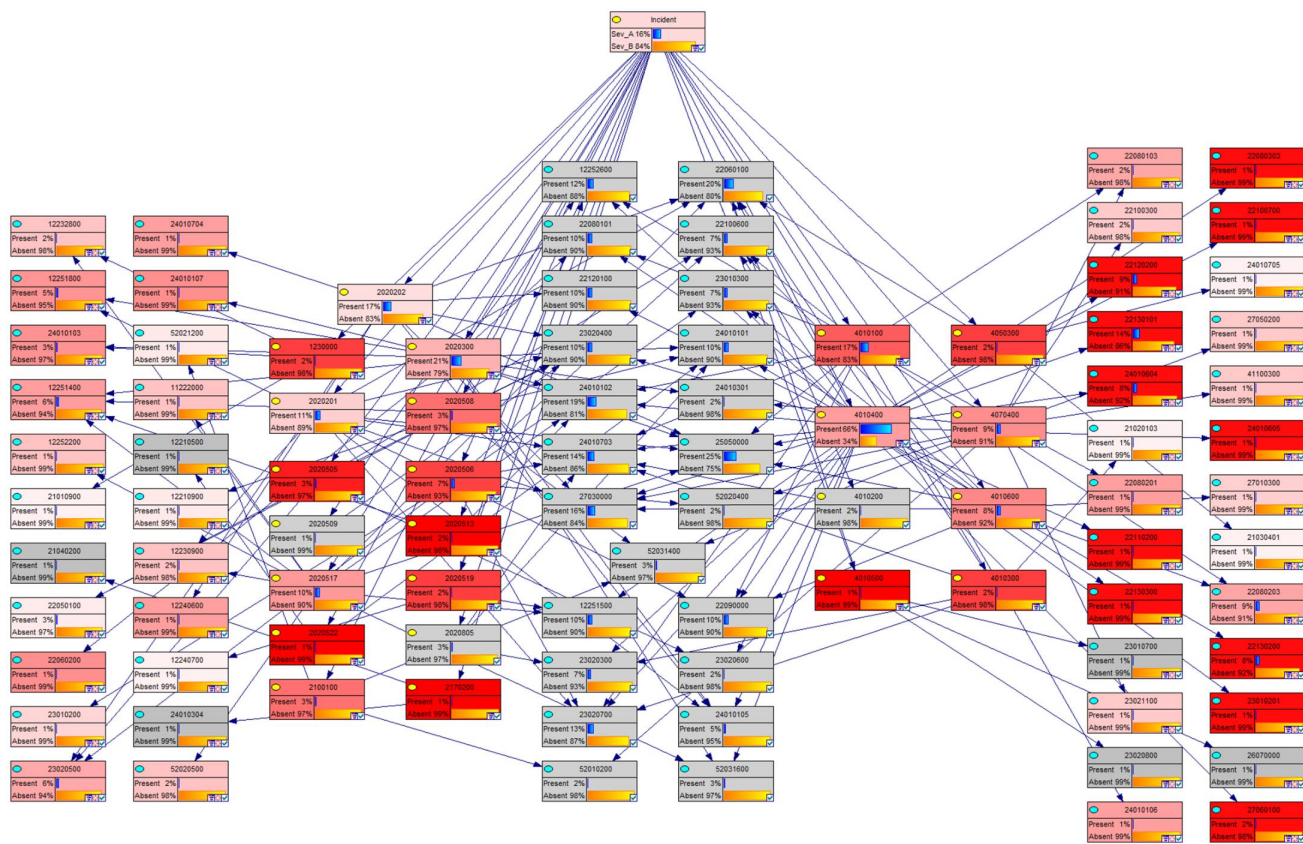 Incident
Sev_A 16%
Sev_B 84%
12252600
Present 12%
Absent 88%
22060100
Present 20%
Absent 80%
22080101
Present 10%
Absent 90%
22100600
Present 7%
Absent 93%
22120100
Present 10%
Absent 90%
23010300
Present 7%
Absent 93%
23020400
Present 10%
Absent 90%
24010101
Present 10%
Absent 90%
24010102
Present 19%
Absent 81%
24010301
Present 2%
Absent 98%
24010703
Present 14%
Absent 86%
25050000
Present 25%
Absent 75%
27030000
Present 16%
Absent 84%
52020400
Present 2%
Absent 98%
52031400
Present 3%
Absent 97%
12251500
Present 10%
Absent 90%
22090000
Present 10%
Absent 90%
23020300
Present 7%
Absent 93%
23020600
Present 2%
Absent 98%
23020700
Present 13%
Absent 87%
24010105
Present 5%
Absent 95%
52010200
Present 2%
Absent 98%
52031600
Present 3%
Absent 97%
12232800
Present 2%
Absent 98%
24010704
Present 1%
Absent 99%
12251800
Present 5%
Absent 95%
24010107
Present 1%
Absent 99%
24010103
Present 3%
Absent 97%
52021200
Present 1%
Absent 99%
12251400
Present 6%
Absent 94%
11222000
Present 1%
Absent 99%
12252200
Present 1%
Absent 99%
12210500
Present 1%
Absent 99%
21010900
Present 1%
Absent 99%
12210900
Present 1%
Absent 99%
21040200
Present 1%
Absent 99%
12230900
Present 2%
Absent 98%
22050100
Present 3%
Absent 97%
12240600
Present 1%
Absent 99%
22060200
Present 1%
Absent 99%
12240700
Present 1%
Absent 99%
23010200
Present 1%
Absent 99%
24010304
Present 1%
Absent 99%
23020500
Present 6%
Absent 94%
52020500
Present 2%
Absent 98%
2020202
Present 17%
Absent 83%
1230000
Present 2%
Absent 98%
2020300
Present 21%
Absent 79%
2020201
Present 11%
Absent 89%
2020508
Present 3%
Absent 97%
2020505
Present 3%
Absent 97%
2020506
Present 7%
Absent 93%
2020509
Present 1%
Absent 99%
2020513
Present 2%
Absent 98%
2020517
Present 10%
Absent 90%
2020519
Present 2%
Absent 98%
2020522
Present 1%
Absent 99%
2020805
Present 3%
Absent 97%
2100100
Present 3%
Absent 97%
2170200
Present 1%
Absent 99%
4010100
Present 17%
Absent 83%
4050300
Present 2%
Absent 98%
4010400
Present 66%
Absent 34%
4070400
Present 9%
Absent 91%
4010200
Present 2%
Absent 98%
4010600
Present 8%
Absent 92%
4010500
Present 1%
Absent 99%
4010300
Present 2%
Absent 98%
22080103
Present 2%
Absent 98%
22080303
Present 1%
Absent 99%
22100300
Present 2%
Absent 98%
22100700
Present 1%
Absent 99%
22120200
Present 9%
Absent 91%
24010705
Present 1%
Absent 99%
22130101
Present 14%
Absent 86%
27050200
Present 1%
Absent 99%
24010604
Present 8%
Absent 92%
41100300
Present 1%
Absent 99%
21020103
Present 1%
Absent 99%
24010605
Present 1%
Absent 99%
22080201
Present 1%
Absent 99%
27010300
Present 1%
Absent 99%
22110200
Present 1%
Absent 99%
21030401
Present 1%
Absent 99%
22130300
Present 1%
Absent 99%
22080203
Present 9%
Absent 91%
23010700
Present 1%
Absent 99%
22130200
Present 8%
Absent 92%
23021100
Present 1%
Absent 99%
23010201
Present 1%
Absent 99%
23020800
Present 1%
Absent 99%
26070000
Present 1%
Absent 99%
24010106
Present 1%
Absent 99%
27060100
Present 2%
Absent 98%